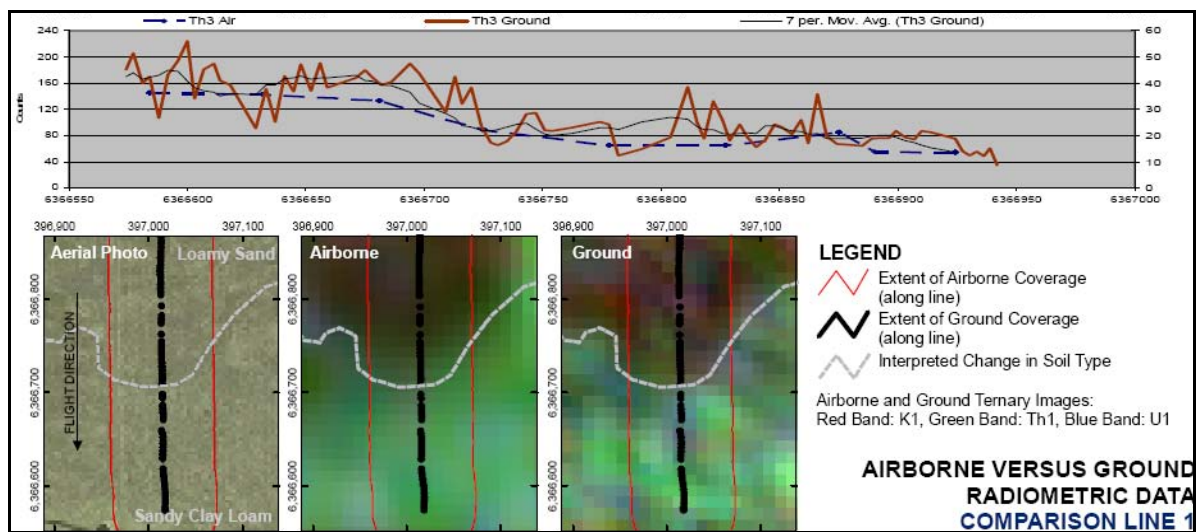 Th3 Air Th3 Ground 7 per. Mov. Avg. (Th3 Ground)
240 60
200 50
160 40
120 30
80 20
40 10
0 0
Counts
6366550 6366600 6366650 6366700 6366750 6366800 6366850 6366900 6366950 6367000
396,900 397,000 397,100 396,900 397,000 397,100 396,900 397,000 397,100
Aerial Photo Loamy Sand Airborne Ground
6,366,800 6,366,800 6,366,800
6,366,700 6,366,700 6,366,700
6,366,600 6,366,600 6,366,600
FLIGHT DIRECTION
Sandy Clay Loam
LEGEND
Extent of Airborne Coverage
(along line)
Extent of Ground Coverage
(along line)
Interpreted Change in Soil Type
Airborne and Ground Ternary Images:
Red Band: K1, Green Band: Th1, Blue Band: U1
AIRBORNE VERSUS GROUND
RADIOMETRIC DATA
COMPARISON LINE 1